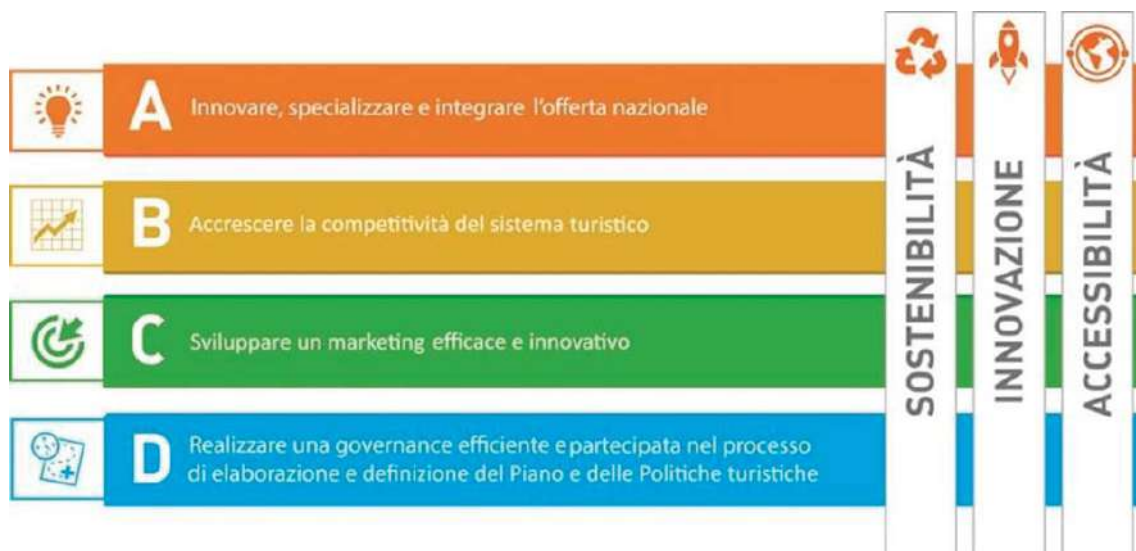 A
Innovare, specializzare e integrare l'offerta nazionale
B
Accrescere la competitività del sistema turistico
C
Sviluppare un marketing efficace e innovativo
D
Realizzare una governance efficiente e partecipata nel processo
di elaborazione e definizione del Piano e delle Politiche turistiche
SOSTENIBILITÀ
INNOVAZIONE
ACCESSIBILITÀ